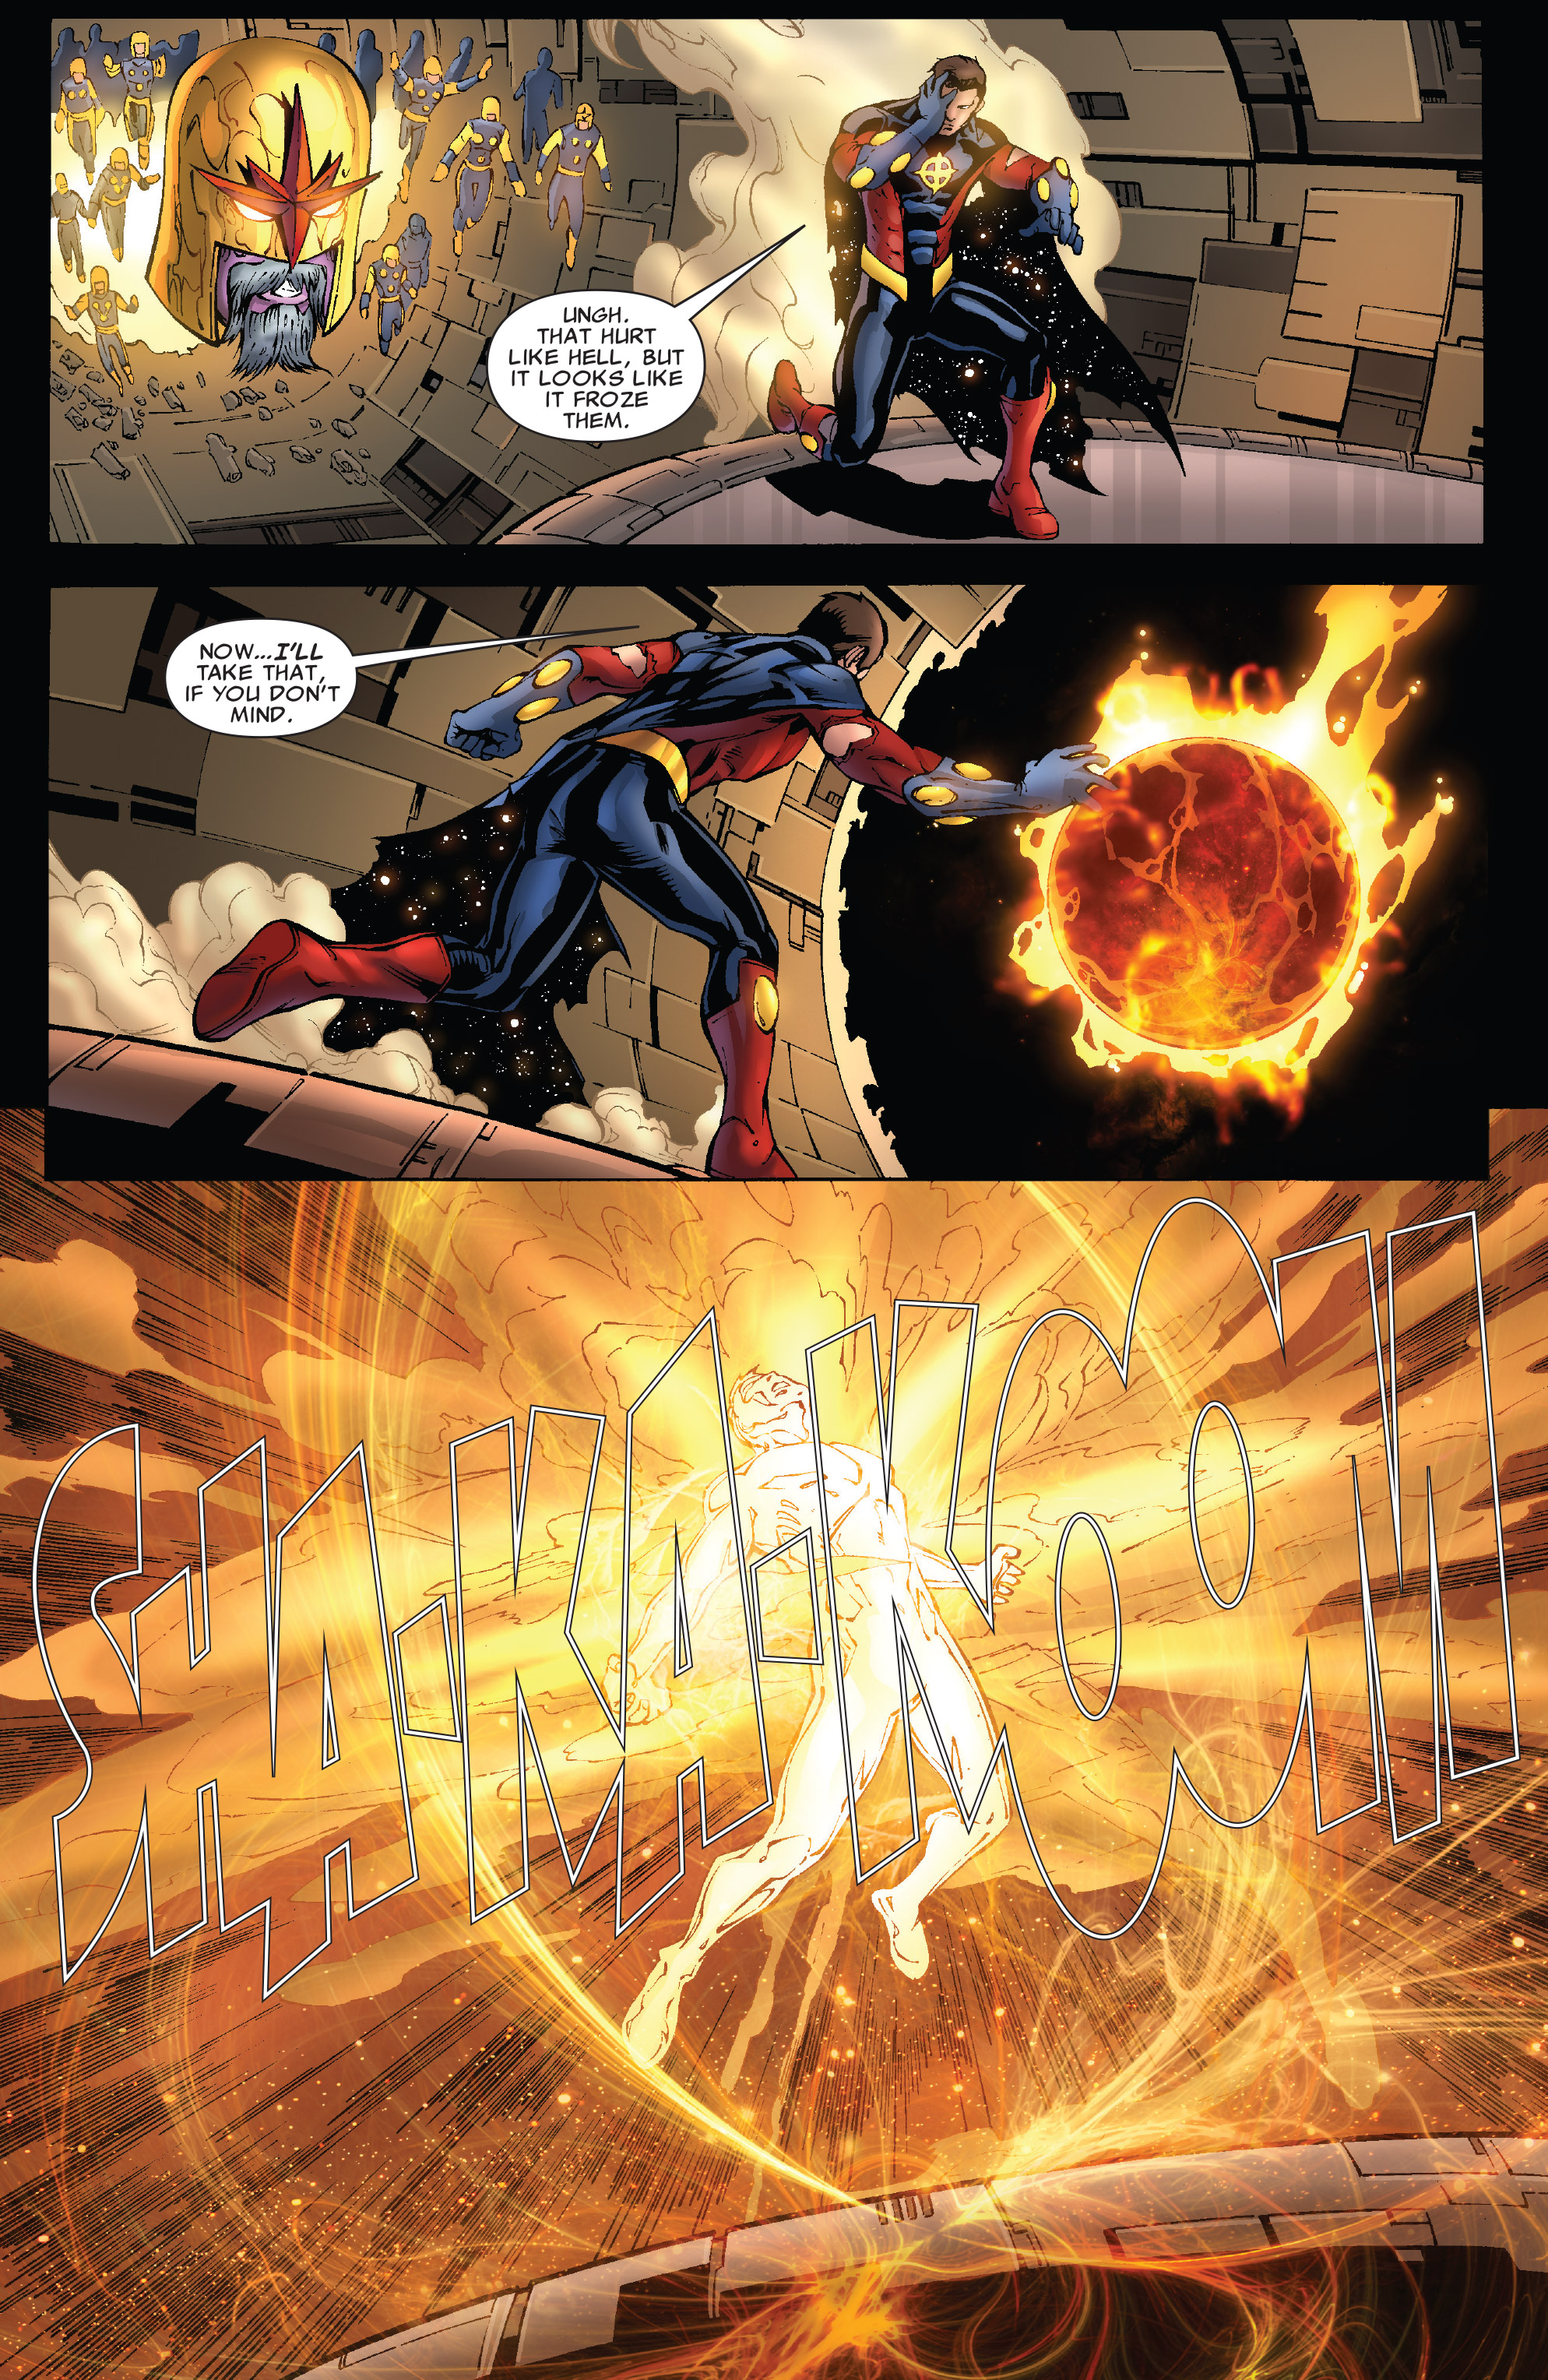 UNGH.
THAT HURT
LIKE HELL, BUT
IT LOOKS LIKE
IT FROZE
THEM.
NOW...I'LL
TAKE THAT,
IF YOU DON'T
MIND.
SHAKAKOOM